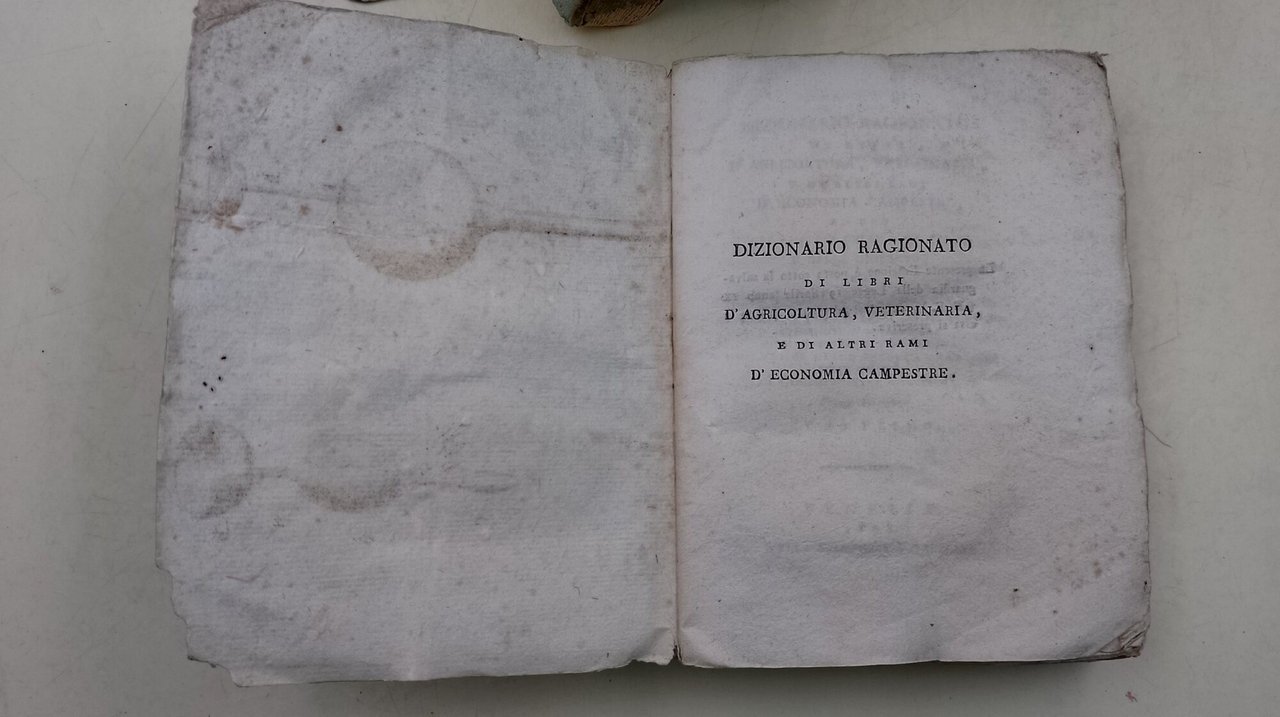 DIZIONARIO RAGIONATO
DI LIBRI
D'AGRICOLTURA, VETERINARIA,
E DI ALTRI RAMI
D'ECONOMIA CAMPESTRE.